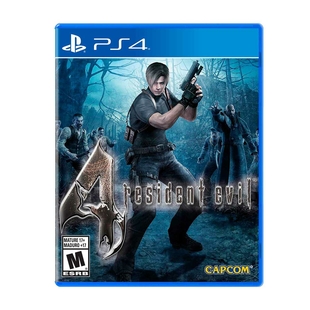 PS4
4
resident evil
MATURE 17+
MADURO +17
M
ESRB
CAPCOM